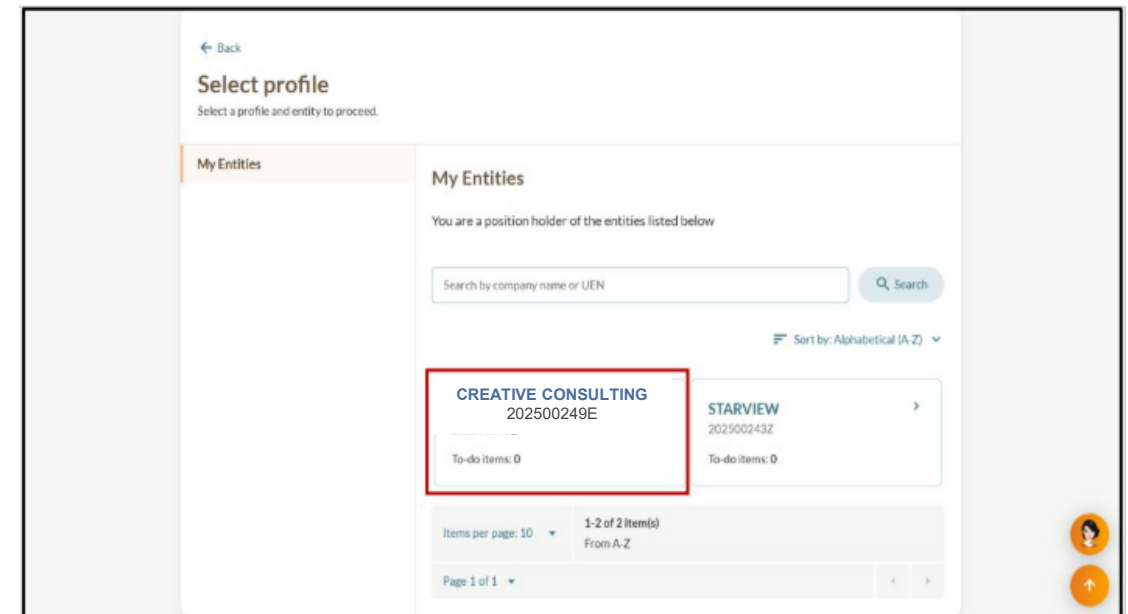 ← Back
Select profile
Select a profile and entity to proceed.
My Entities
My Entities
You are a position holder of the entities listed below
Search by company name or UEN
Search
Sort by: Alphabetical (A-Z)
CREATIVE CONSULTING
202500249E
To-do items: 0
STARVIEW
202500243Z
To-do items: 0
Items per page: 10
1-2 of 2 item(s)
From A-Z
Page 1 of 1